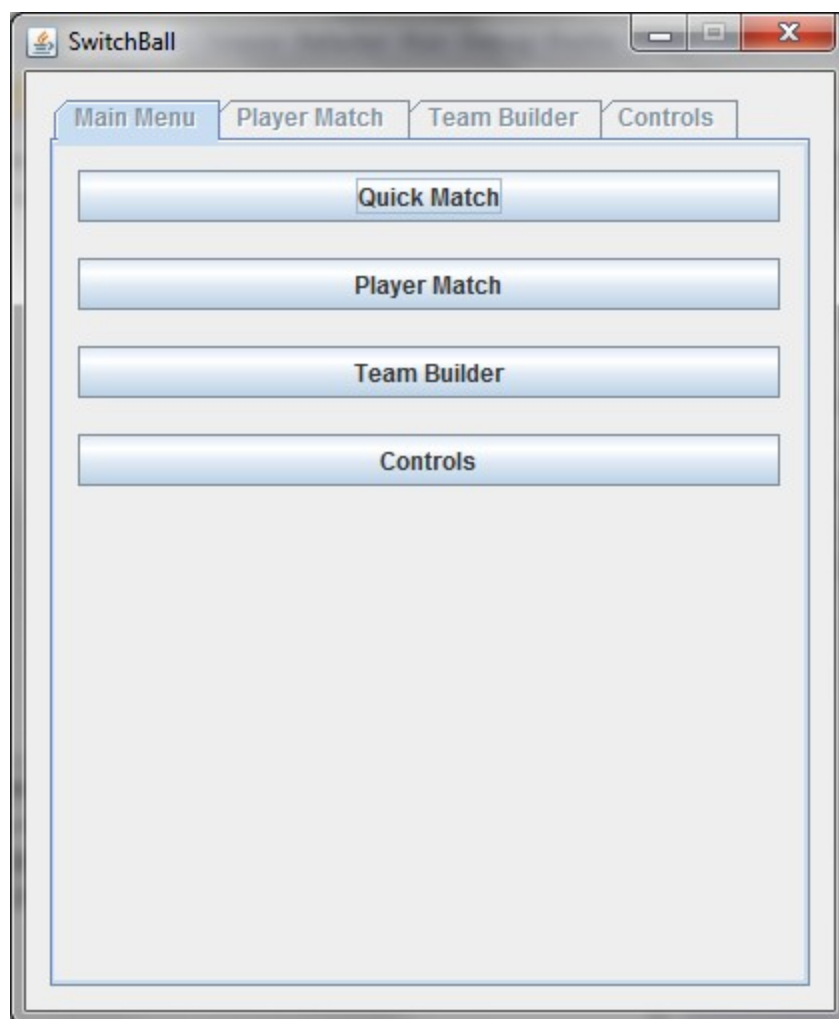 SwitchBall
Main Menu Player Match Team Builder Controls
Quick Match
Player Match
Team Builder
Controls